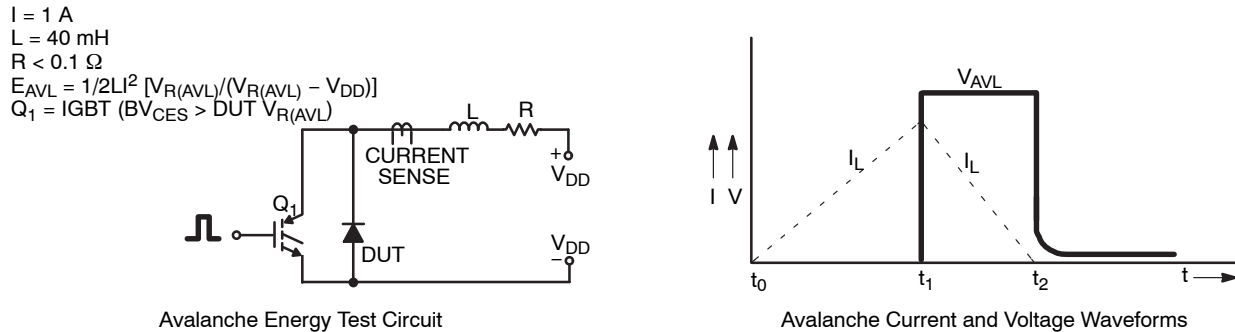 I = 1 A
L = 40 mH
R < 0.1 Ω
E_AVL = 1/2LI² [V_R(AVL)/(V_R(AVL) − V_DD)]
Q₁ = IGBT (BV_CES > DUT V_R(AVL)
L R
CURRENT SENSE
+ V_DD
Q₁
DUT
V_DD −
Avalanche Energy Test Circuit
V_AVL
I_L I_L
I V
t₀ t₁ t₂ t
Avalanche Current and Voltage Waveforms